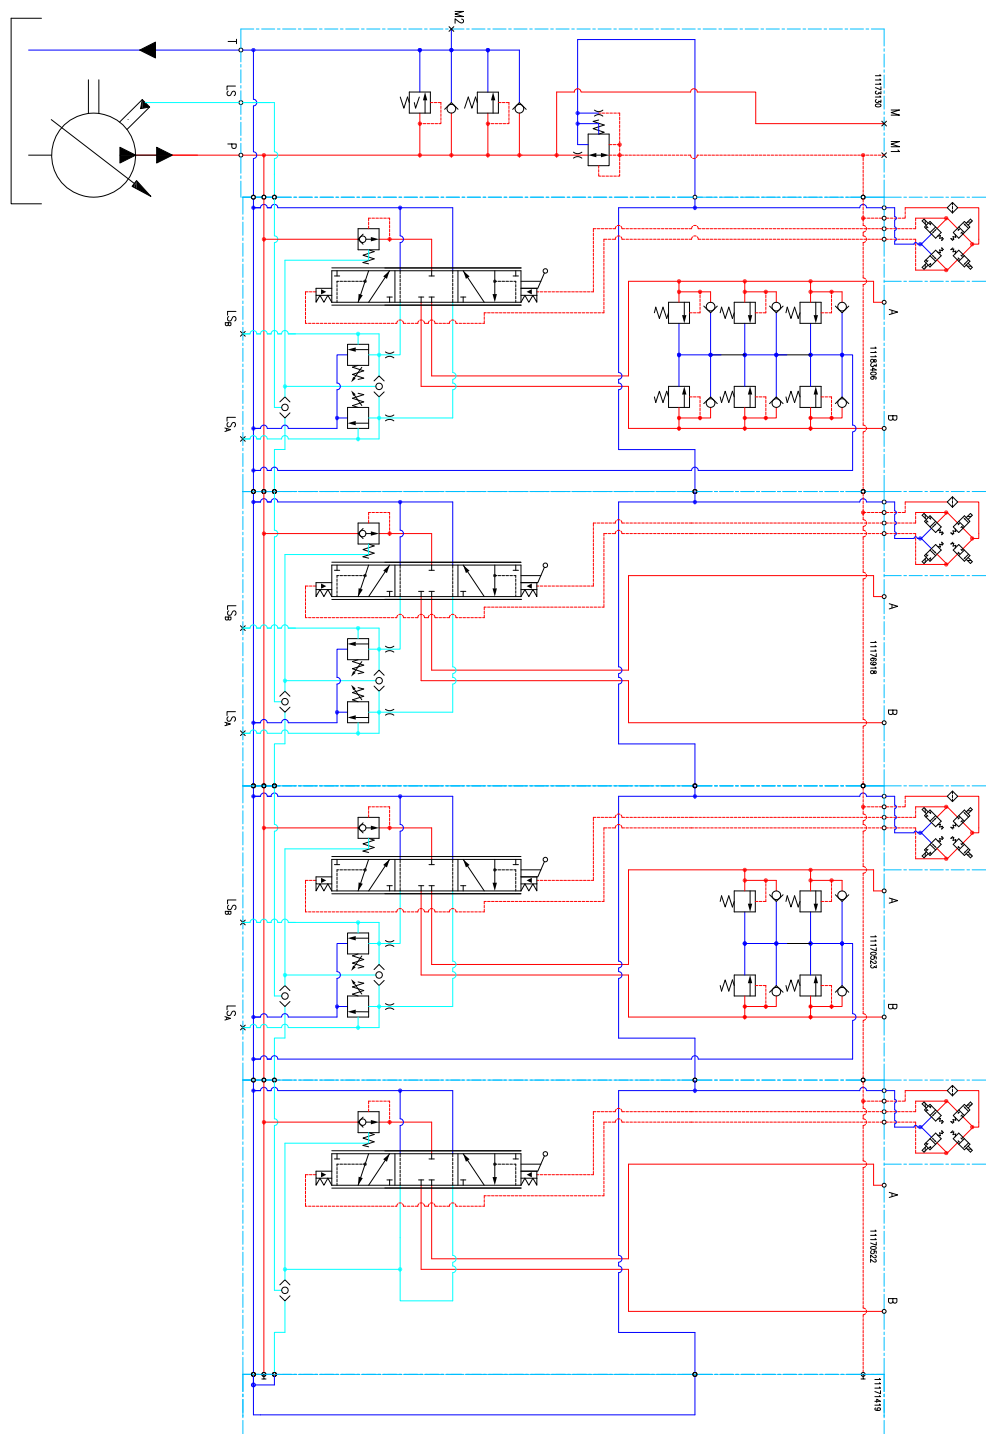 M2
T
LS
P
11173130
M
M1
LSB
LSA
A
11183406
B
LSB
LSA
A
11176918
B
LSB
LSA
A
11170523
B
A
11170522
B
11171419